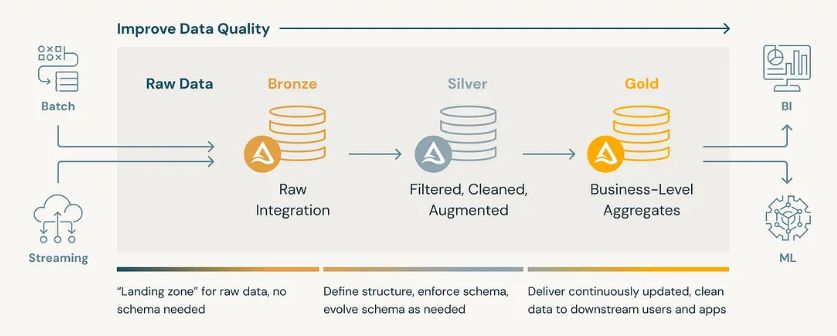 Improve Data Quality
Batch
Streaming
Raw Data
Bronze
Raw
Integration
Silver
Filtered, Cleaned,
Augmented
Gold
Business-Level
Aggregates
BI
ML
“Landing zone” for raw data, no
schema needed
Define structure, enforce schema,
evolve schema as needed
Deliver continuously updated, clean
data to downstream users and apps